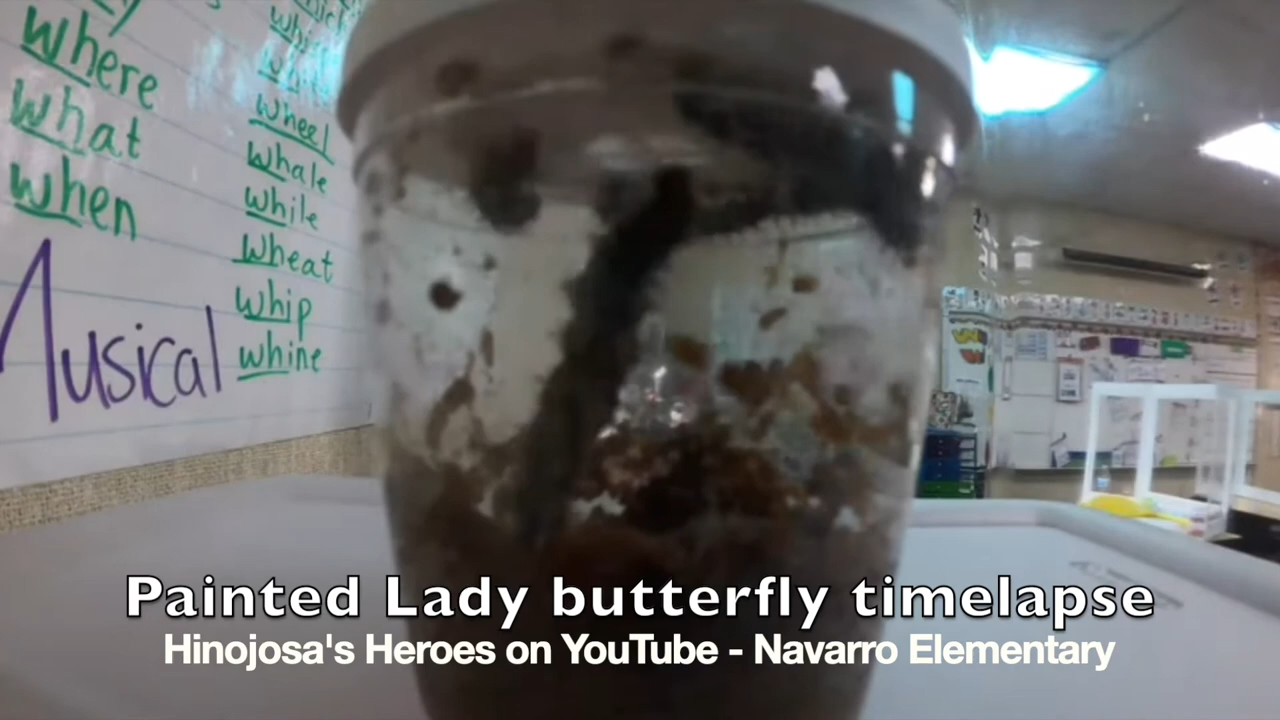 where
what
when
wheel
whale
while
wheat
whip
whine
Musical
Painted Lady butterfly timelapse
Hinojosa's Heroes on YouTube - Navarro Elementary